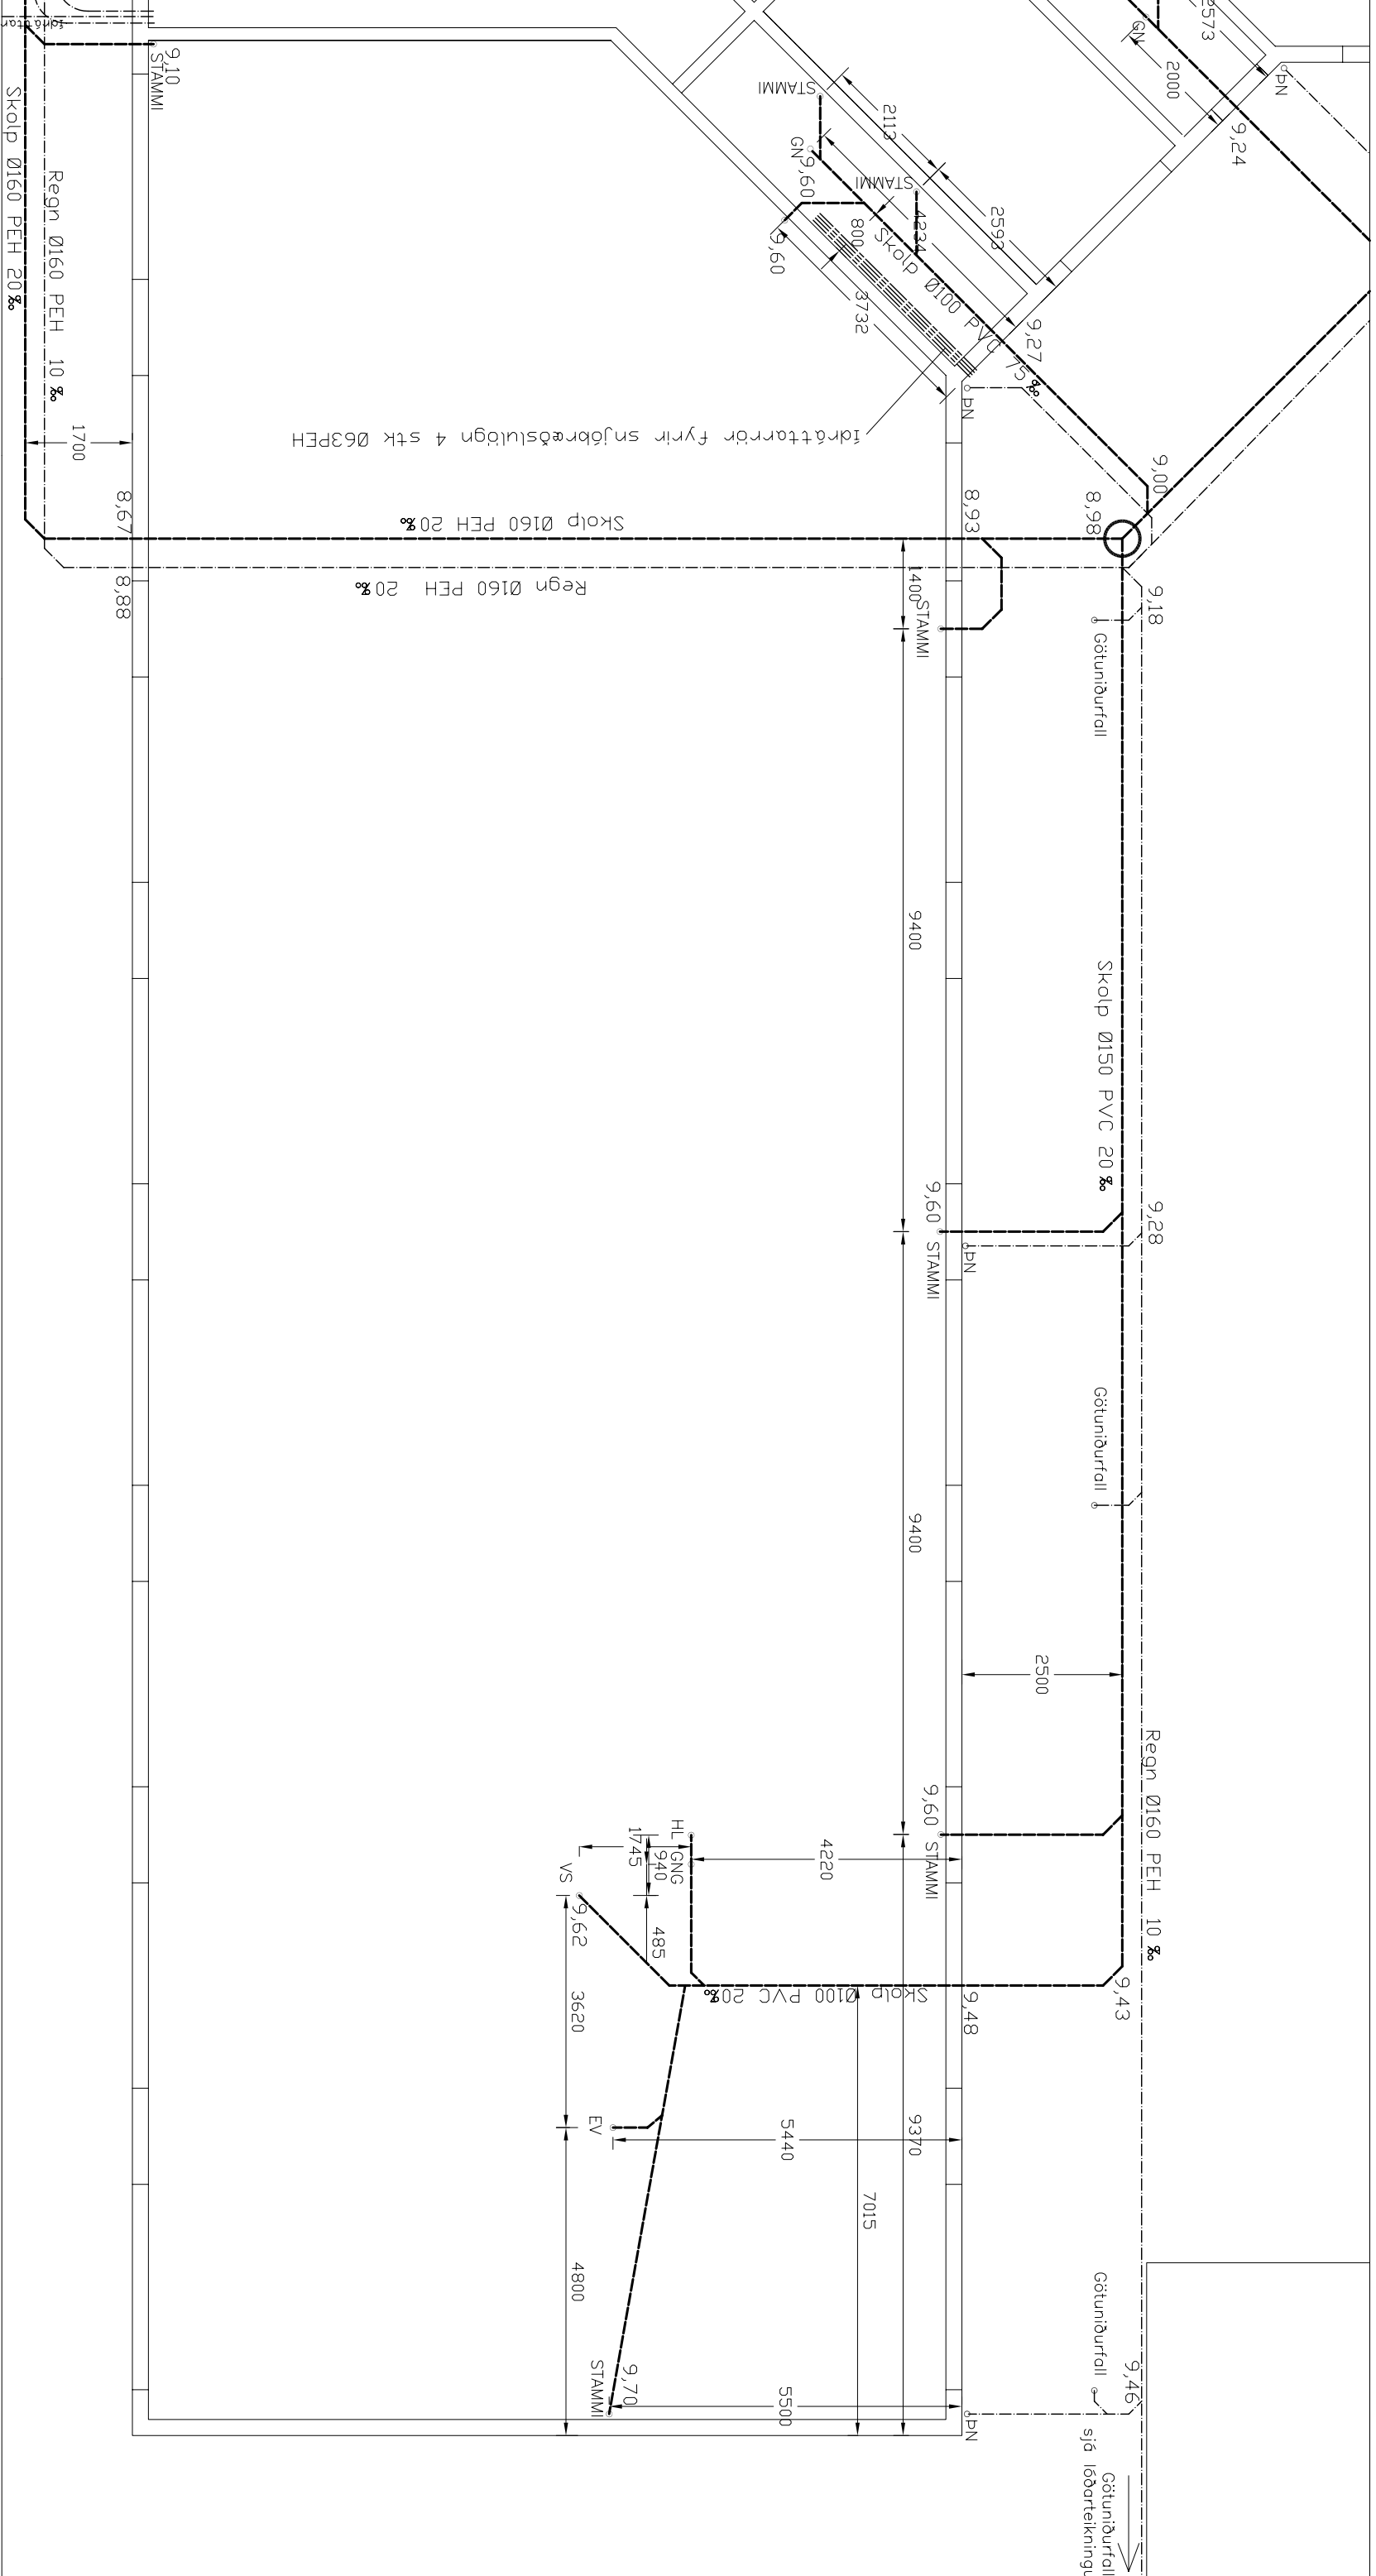 2573
GN
2000
ÞN
9,24
ídráttar
9,10
STAMMI
Skolp Ø160 PEH 20‰
Regn Ø160 PEH 10 ‰
1700
STAMMI
2113
GN
9,60
STAMMI
4234
2593
800
9,60
3732
Skolp Ø100 PVC 75‰
9,27
ÞN
ídráttarrör fyrir snjóbræðslulögn 4 stk Ø63PEH
9,00
8,98
8,93
8,67
8,88
Skolp Ø160 PEH 20‰
Regn Ø160 PEH 20‰
1400
STAMMI
9,18
Götuniðurfall
9400
Skolp Ø150 PVC 20‰
9,60
STAMMI
ÞN
9,28
Götuniðurfall
9400
2500
Regn Ø160 PEH 10 ‰
9,60
STAMMI
4220
HL
GNG
940
1745
VS
9,62
485
3620
Skolp Ø100 PVC 20‰
9,48
9,43
EV
5440
9370
7015
4800
Götuniðurfall
9,46
STAMMI
9,70
5500
ÞN
Götuniðurfall
sjá lóðarteikningu